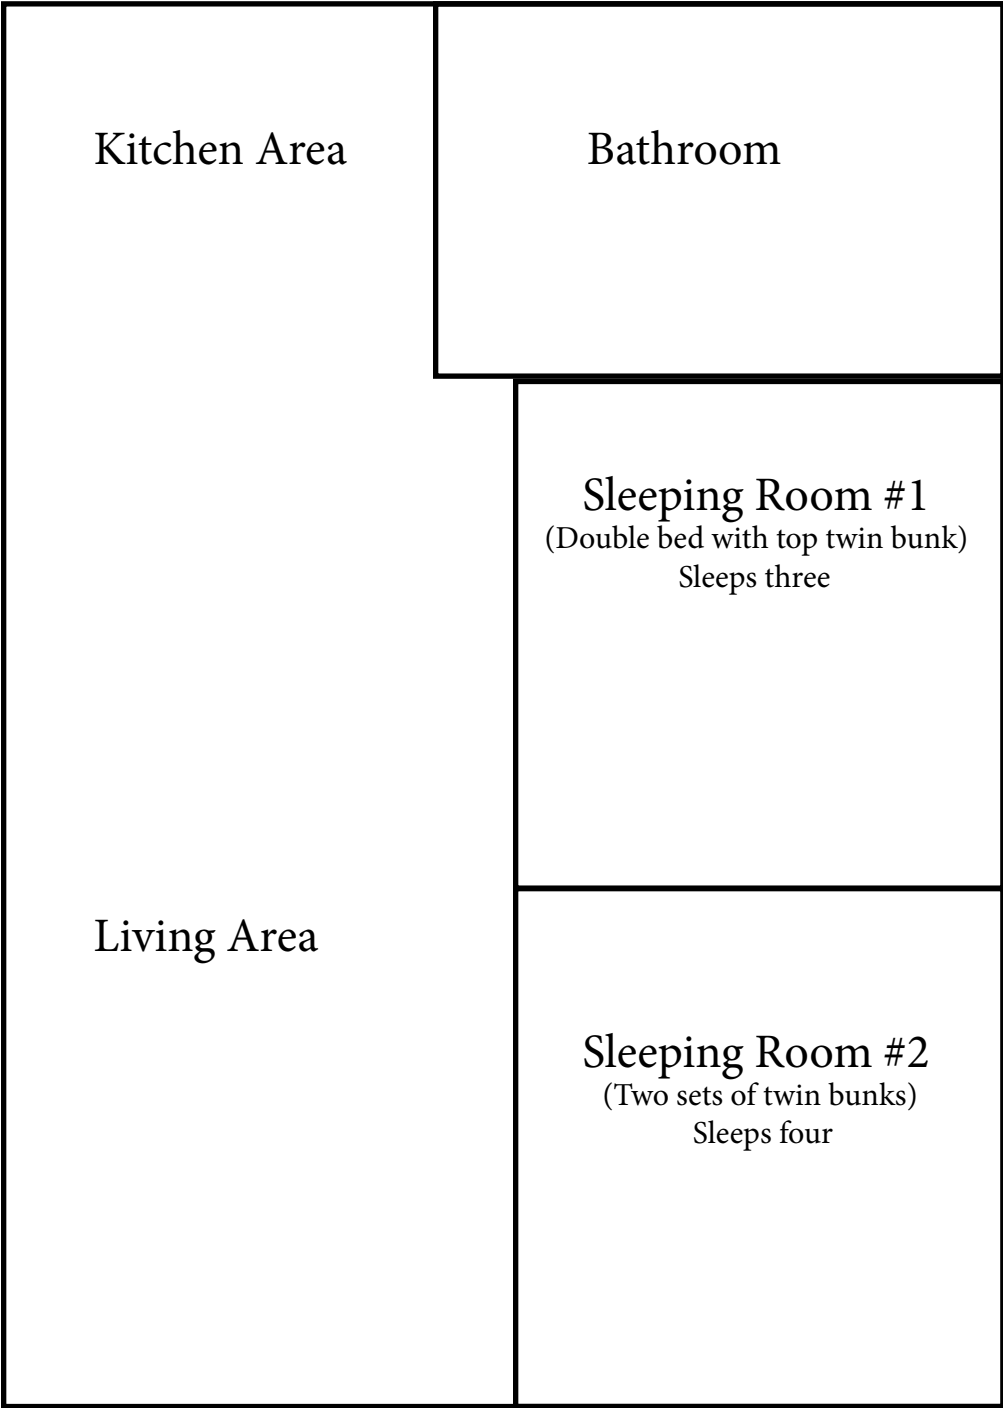 Kitchen Area
Bathroom
Sleeping Room #1
(Double bed with top twin bunk)
Sleeps three
Living Area
Sleeping Room #2
(Two sets of twin bunks)
Sleeps four